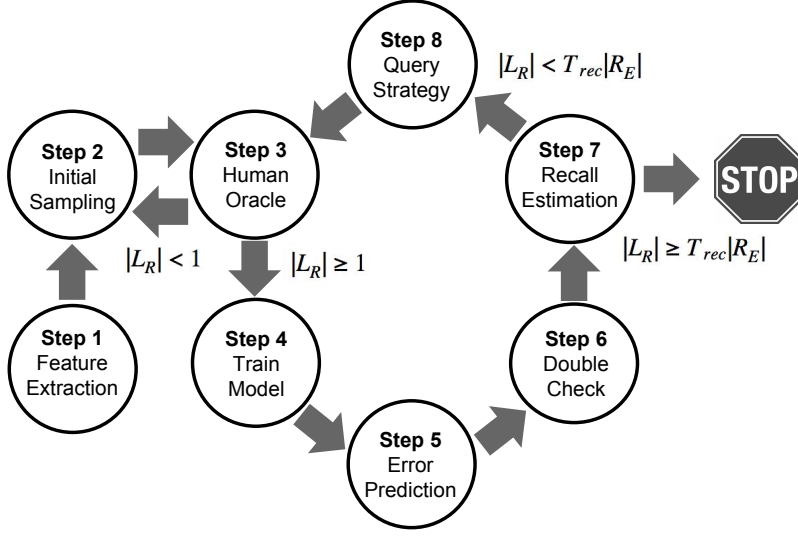 Step 8
Query
Strategy
|L_R| < T_rec|R_E|
Step 2
Initial
Sampling
Step 3
Human
Oracle
Step 7
Recall
Estimation
STOP
|L_R| < 1
|L_R| ≥ 1
|L_R| ≥ T_rec|R_E|
Step 1
Feature
Extraction
Step 4
Train
Model
Step 6
Double
Check
Step 5
Error
Prediction